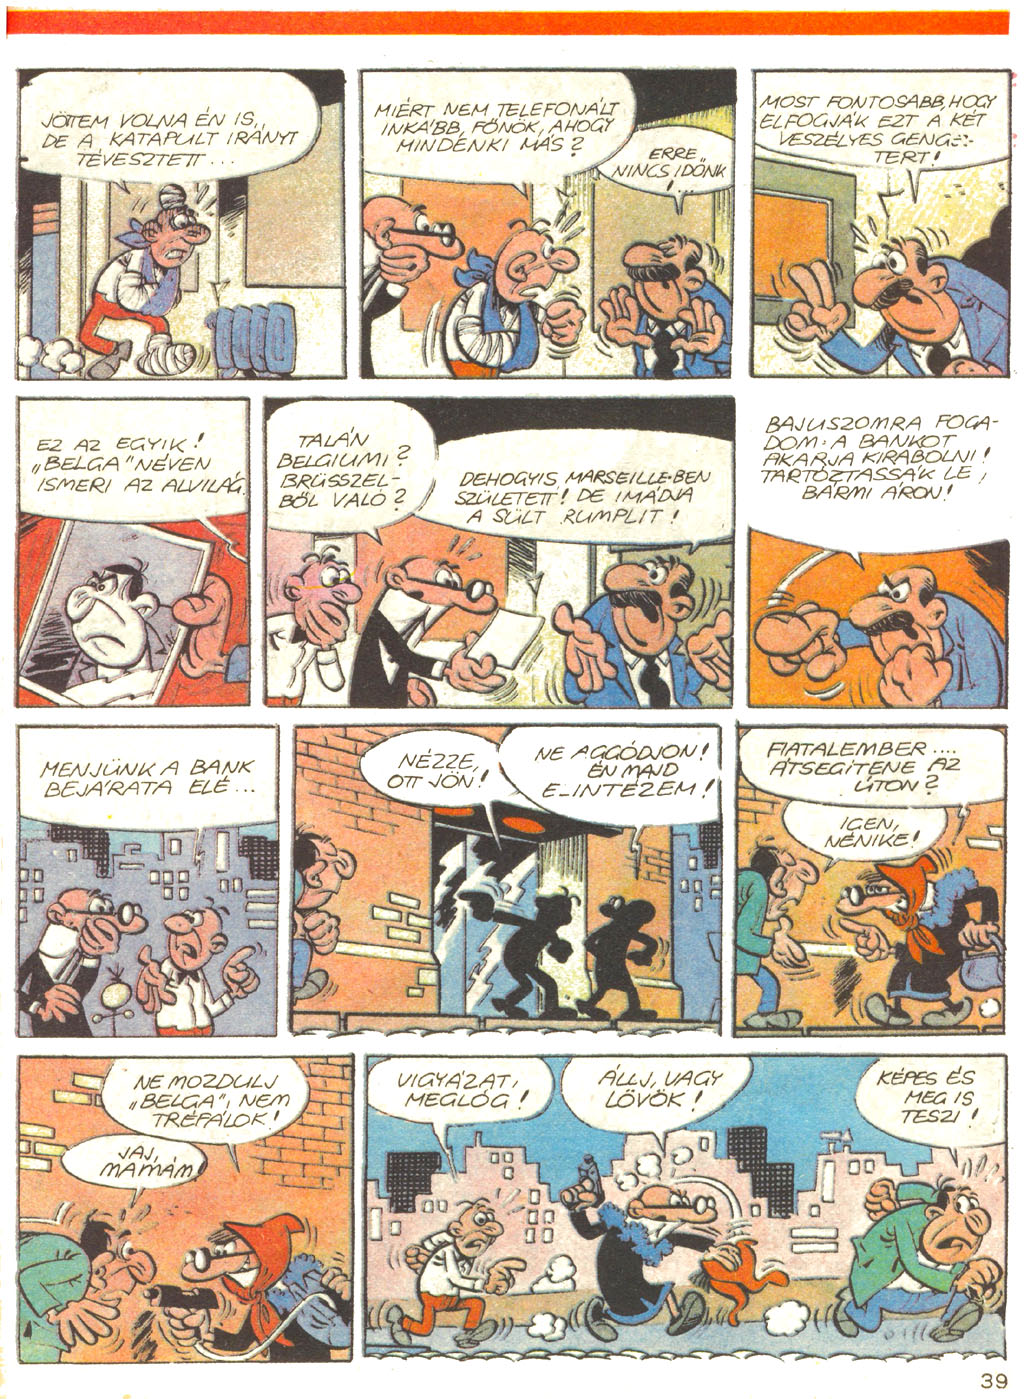 JÖTTEM VOLNA ÉN IS,
DE A KATAPULT IRÁNYT
TÉVESZTETT...
MIÉRT NEM TELEFONÁLT
INKÁBB, FŐNÖK, AHOGY
MINDENKI MÁS?
ERRE
NINCS IDŐNK
!...
MOST FONTOSABB, HOGY
ELFOGJÁK EZT A KÉT
VESZÉLYES GENGSZ-
TERT!
EZ AZ EGYIK!
„BELGA” NÉVEN
ISMERI AZ ALVILÁG.
TALÁN
BELGIUMI?
BRÜSSZEL-
BŐL VALÓ?
DEHOGYIS, MARSEILLE-BEN
SZÜLETETT! DE IMÁDJA
A SÜLT RUMPLIT!
BAJUSZOMRA FOGA-
DOM: A BANKOT
AKARJA KIRABOLNI!
TARTÓZTASSÁK LE,
BÁRMI ÁRON!
MENJÜNK A BANK
BEJÁRATA ELÉ...
NÉZZE,
OTT JÖN!
NE AGGÓDJON!
ÉN MAJD
ELINTÉZEM!
FIATALEMBER....
ÁTSEGÍTENE AZ
ÚTON?
IGEN,
NÉNIKE!
NE MOZDULJ
„BELGA”, NEM
TRÉFÁLOK!
JAJ,
MAMÁM!
VIGYÁZAT,
MEGLÓG!
ÁLLJ, VAGY
LÖVÖK!
KÉPES ÉS
MEG IS
TESZI!
39